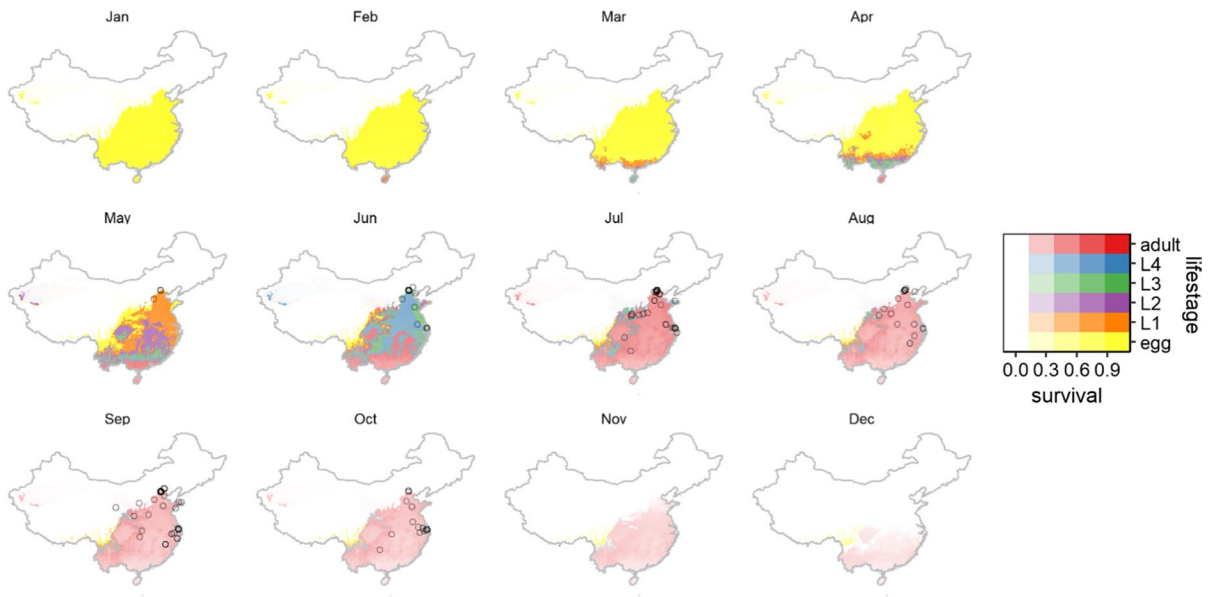 Jan
Feb
Mar
Apr
May
Jun
Jul
Aug
Sep
Oct
Nov
Dec
adult
L4
L3
L2
L1
egg
lifestage
0.0 0.3 0.6 0.9
survival